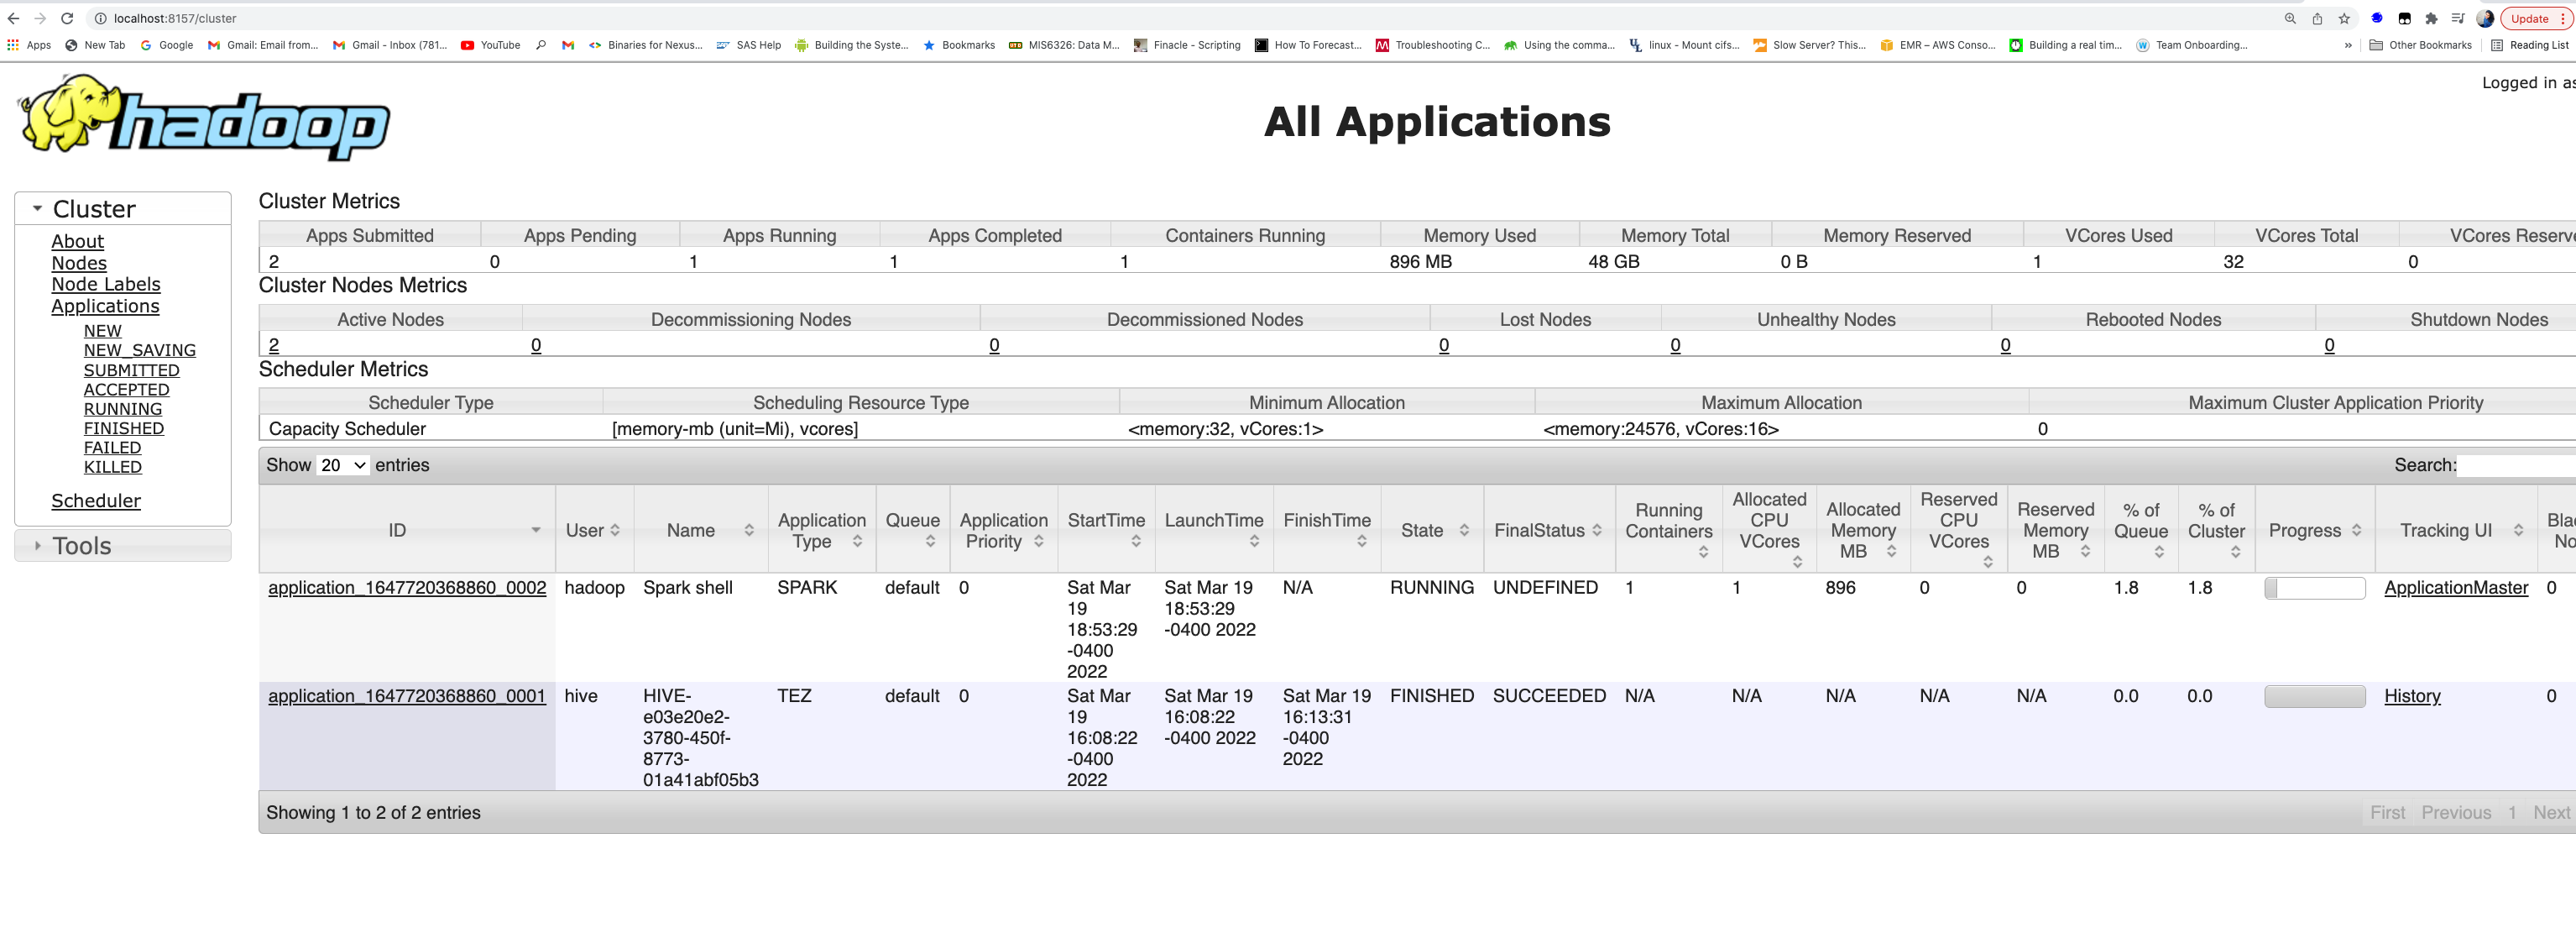 localhost:8157/cluster
Update
Apps New Tab Google Gmail: Email from... Gmail - Inbox (781... YouTube Binaries for Nexus... SAS Help Building the Syste... Bookmarks MIS6326: Data M... Finacle - Scripting How To Forecast... Troubleshooting C... Using the comma... linux - Mount cifs... Slow Server? This... EMR – AWS Conso... Building a real tim... Team Onboarding... » Other Bookmarks Reading List
hadoop
Logged in as
All Applications
Cluster
About
Nodes
Node Labels
Applications
NEW
NEW_SAVING
SUBMITTED
ACCEPTED
RUNNING
FINISHED
FAILED
KILLED
Scheduler
Tools
Cluster Metrics
Apps Submitted Apps Pending Apps Running Apps Completed Containers Running Memory Used Memory Total Memory Reserved VCores Used VCores Total VCores Reserve
2 0 1 1 1 896 MB 48 GB 0 B 1 32 0
Cluster Nodes Metrics
Active Nodes Decommissioning Nodes Decommissioned Nodes Lost Nodes Unhealthy Nodes Rebooted Nodes Shutdown Nodes
2 0 0 0 0 0 0
Scheduler Metrics
Scheduler Type Scheduling Resource Type Minimum Allocation Maximum Allocation Maximum Cluster Application Priority
Capacity Scheduler [memory-mb (unit=Mi), vcores] <memory:32, vCores:1> <memory:24576, vCores:16> 0
Show 20 entries Search:
ID User Name Application Type Queue Application Priority StartTime LaunchTime FinishTime State FinalStatus Running Containers Allocated CPU VCores Allocated Memory MB Reserved CPU VCores Reserved Memory MB % of Queue % of Cluster Progress Tracking UI Bla No
application_1647720368860_0002 hadoop Spark shell SPARK default 0 Sat Mar 19 18:53:29 -0400 2022 Sat Mar 19 18:53:29 -0400 2022 N/A RUNNING UNDEFINED 1 1 896 0 0 1.8 1.8 ApplicationMaster 0
application_1647720368860_0001 hive HIVE-e03e20e2-3780-450f-8773-01a41abf05b3 TEZ default 0 Sat Mar 19 16:08:22 -0400 2022 Sat Mar 19 16:08:22 -0400 2022 Sat Mar 19 16:13:31 -0400 2022 FINISHED SUCCEEDED N/A N/A N/A N/A N/A 0.0 0.0 History 0
Showing 1 to 2 of 2 entries First Previous 1 Next